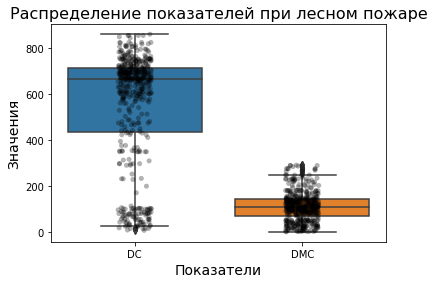 Распределение показателей при лесном пожаре
800
600
400
200
0
Значения
DC
DMC
Показатели